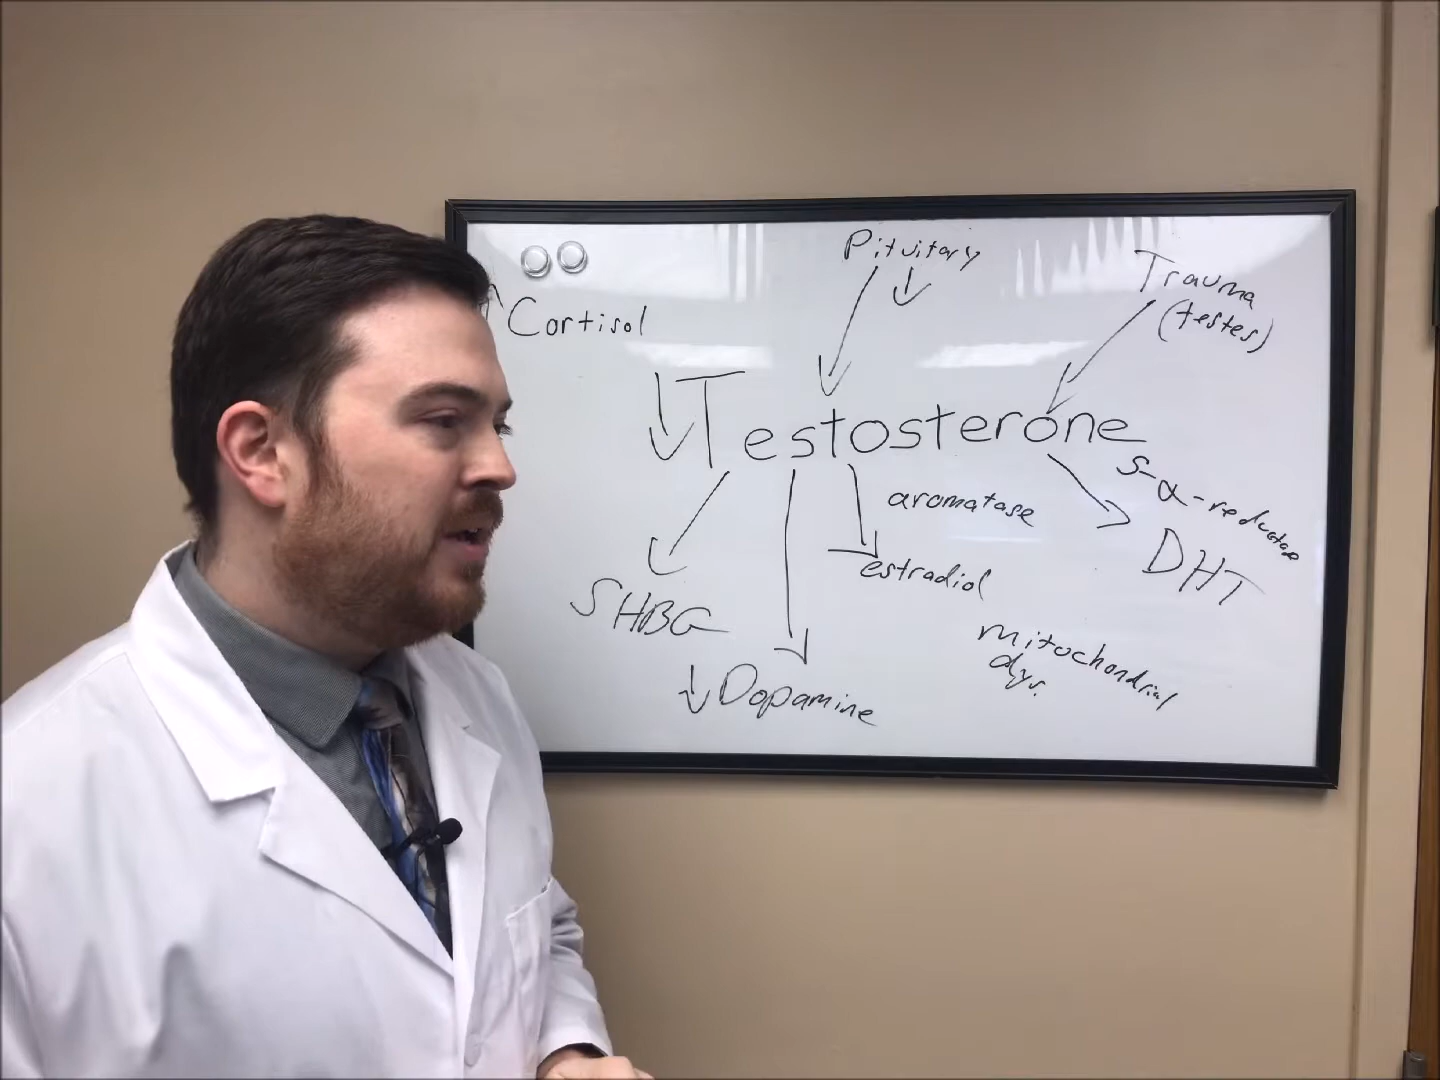 Pituitary ↓
Trauma
(testes)
↑ Cortisol
↓ Testosterone
5-α-reductase
aromatase
DHT
estradiol
SHBG
mitochondrial
dys.
↓ Dopamine